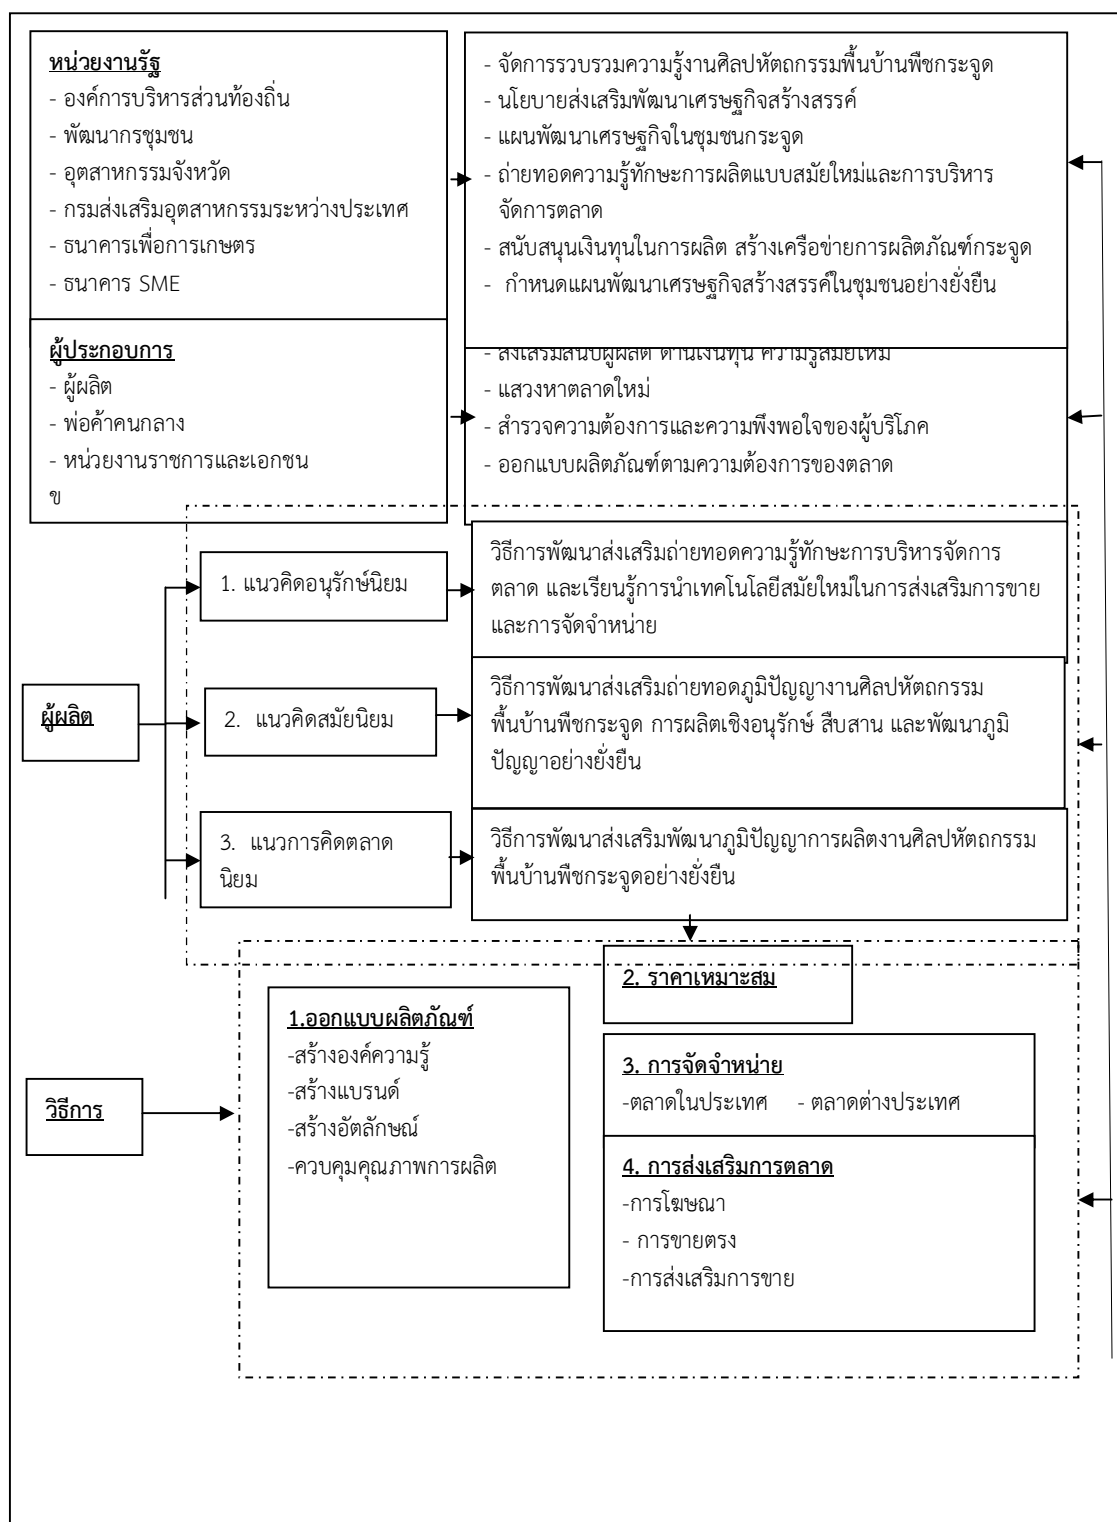 หน่วยงานรัฐ
- องค์การบริหารส่วนท้องถิ่น
- พัฒนากรชุมชน
- อุตสาหกรรมจังหวัด
- กรมส่งเสริมอุตสาหกรรมระหว่างประเทศ
- ธนาคารเพื่อการเกษตร
- ธนาคาร SME
- จัดการรวบรวมความรู้งานศิลปหัตถกรรมพื้นบ้านพืชกระจูด
- นโยบายส่งเสริมพัฒนาเศรษฐกิจสร้างสรรค์
- แผนพัฒนาเศรษฐกิจในชุมชนกระจูด
- ถ่ายทอดความรู้ทักษะการผลิตแบบสมัยใหม่และการบริหาร
จัดการตลาด
- สนับสนุนเงินทุนในการผลิต สร้างเครือข่ายการผลิตภัณฑ์กระจูด
- กำหนดแผนพัฒนาเศรษฐกิจสร้างสรรค์ในชุมชนอย่างยั่งยืน
ผู้ประกอบการ
- ผู้ผลิต
- พ่อค้าคนกลาง
- หน่วยงานราชการและเอกชน
ข
- ส่งเสริมสนับผู้ผลิต ด้านเงินทุน ความรู้สมัยใหม่
- แสวงหาตลาดใหม่
- สำรวจความต้องการและความพึงพอใจของผู้บริโภค
- ออกแบบผลิตภัณฑ์ตามความต้องการของตลาด
ผู้ผลิต
1. แนวคิดอนุรักษ์นิยม
วิธีการพัฒนาส่งเสริมถ่ายทอดความรู้ทักษะการบริหารจัดการ
ตลาด และเรียนรู้การนำเทคโนโลยีสมัยใหม่ในการส่งเสริมการขาย
และการจัดจำหน่าย
2. แนวคิดสมัยนิยม
วิธีการพัฒนาส่งเสริมถ่ายทอดภูมิปัญญางานศิลปหัตถกรรม
พื้นบ้านพืชกระจูด การผลิตเชิงอนุรักษ์ สืบสาน และพัฒนาภูมิ
ปัญญาอย่างยั่งยืน
3. แนวการคิดตลาด
นิยม
วิธีการพัฒนาส่งเสริมพัฒนาภูมิปัญญาการผลิตงานศิลปหัตถกรรม
พื้นบ้านพืชกระจูดอย่างยั่งยืน
วิธีการ
1.ออกแบบผลิตภัณฑ์
-สร้างองค์ความรู้
-สร้างแบรนด์
-สร้างอัตลักษณ์
-ควบคุมคุณภาพการผลิต
2. ราคาเหมาะสม
3. การจัดจำหน่าย
-ตลาดในประเทศ - ตลาดต่างประเทศ
4. การส่งเสริมการตลาด
-การโฆษณา
- การขายตรง
-การส่งเสริมการขาย